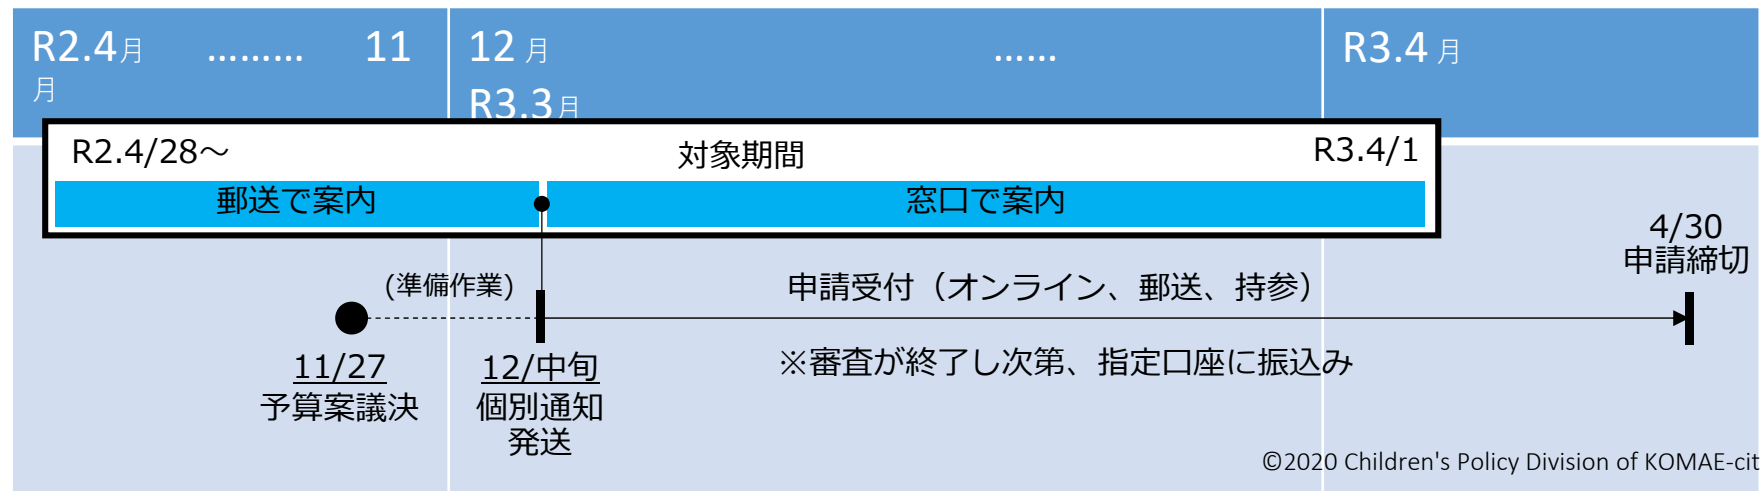 R2.4月 ……… 11
月
12 月 ……
R3.3月
R3.4 月
R2.4/28～ 対象期間 R3.4/1
郵送で案内 窓口で案内
4/30
申請締切
(準備作業)
申請受付（オンライン、郵送、持参）
11/27
予算案議決
12/中旬
個別通知
発送
※審査が終了し次第、指定口座に振込み
©2020 Children's Policy Division of KOMAE-cit